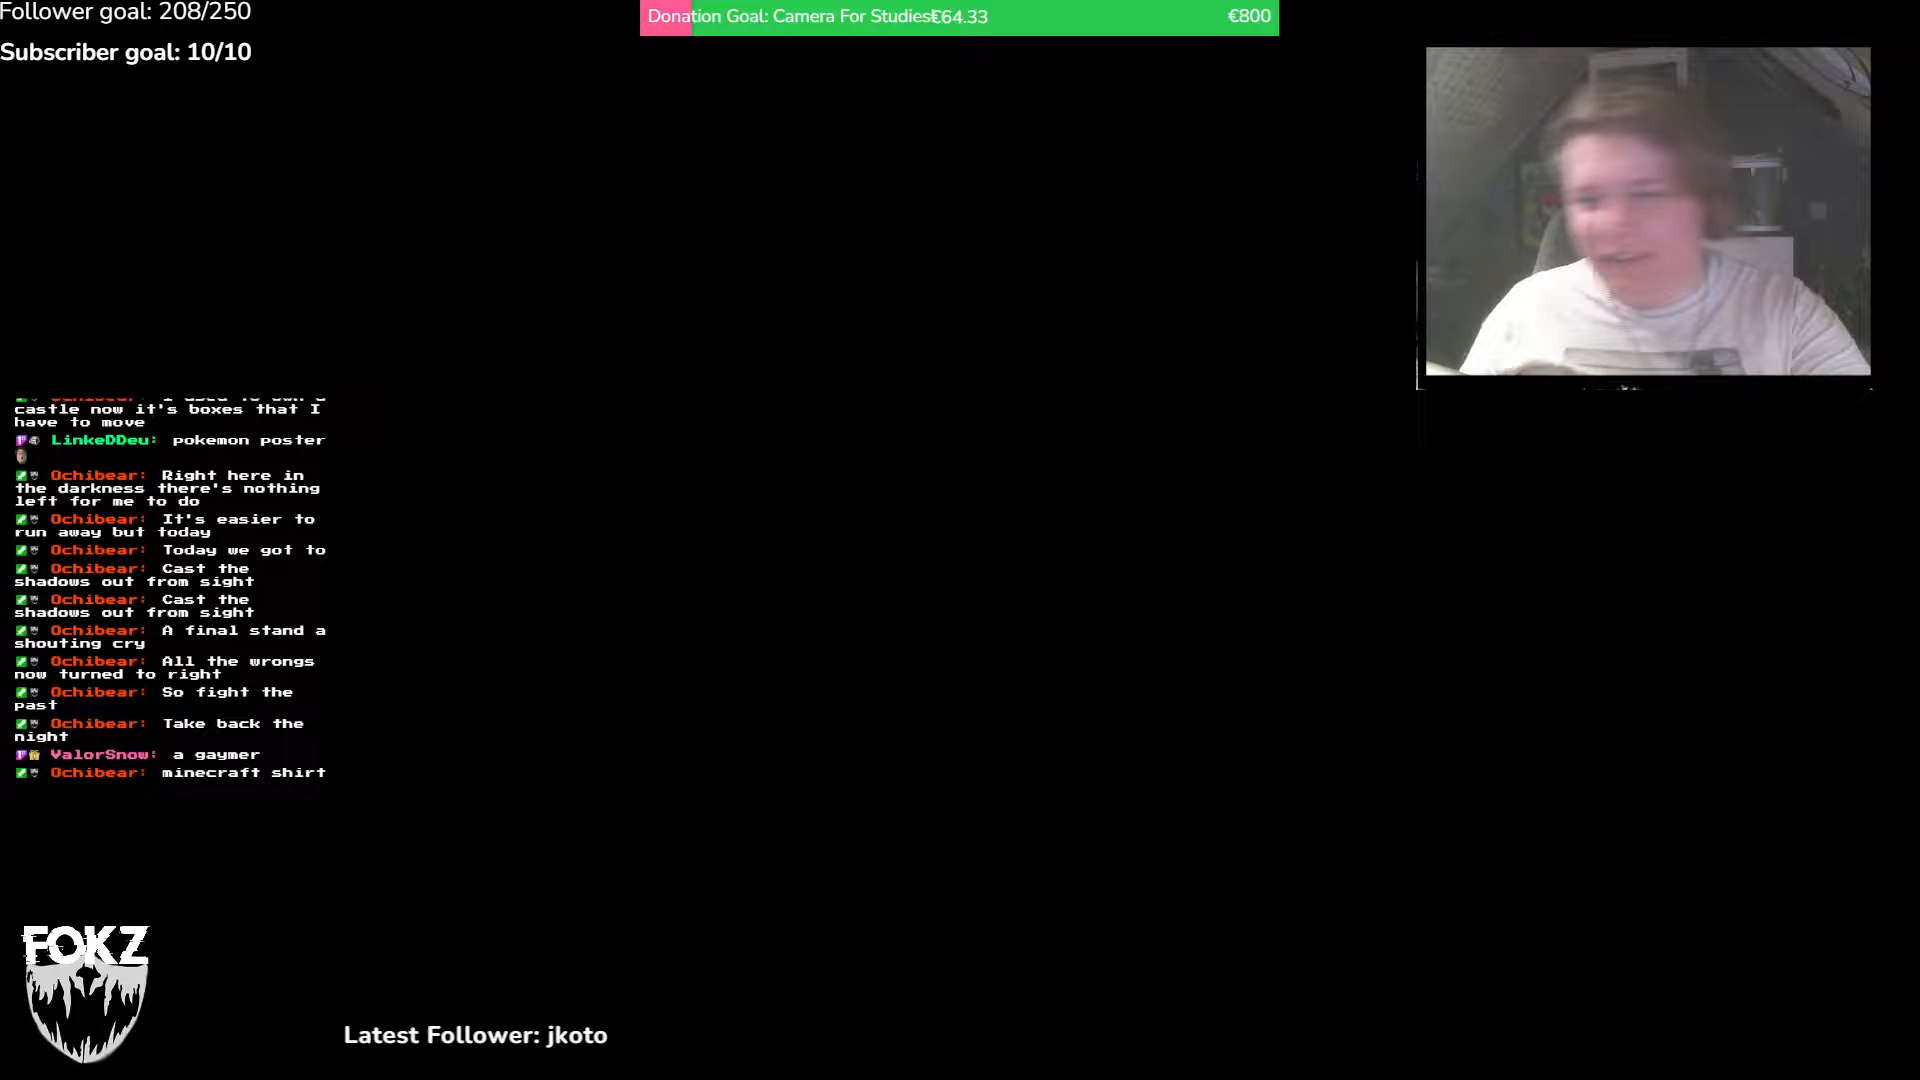 Follower goal: 208/250
Subscriber goal: 10/10
Donation Goal: Camera For Studies €64.33 €800
Ochibear: I used to own a
castle now it's boxes that I
have to move
LinkeDDeu: pokemon poster
Ochibear: Right here in
the darkness there's nothing
left for me to do
Ochibear: It's easier to
run away but today
Ochibear: Today we got to
Ochibear: Cast the
shadows out from sight
Ochibear: Cast the
shadows out from sight
Ochibear: A final stand a
shouting cry
Ochibear: All the wrongs
now turned to right
Ochibear: So fight the
past
Ochibear: Take back the
night
ValorSnow: a gaymer
Ochibear: minecraft shirt
FOKZ
Latest Follower: jkoto